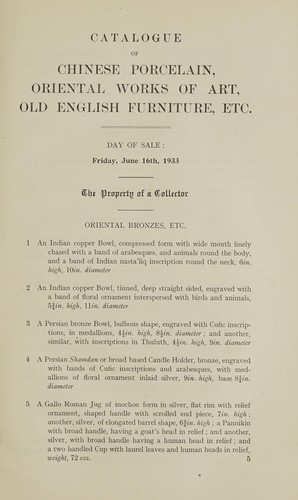 CATALOGUE
OF
CHINESE PORCELAIN,
ORIENTAL WORKS OF ART,
OLD ENGLISH FURNITURE, ETC.
DAY OF SALE :
Friday, June 16th, 1933
The Property of a Collector
ORIENTAL BRONZES, ETC.
1 An Indian copper Bowl, compressed form with wide mouth finely
chased with a band of arabesques, and animals round the body,
and a band of Indian nasta'liq inscription round the neck, 6in.
high, 10in. diameter
2 An Indian copper Bowl, tinned, deep straight sided, engraved with
a band of floral ornament interspersed with birds and animals,
5¾in. high, 11in. diameter
3 A Persian bronze Bowl, bulbous shape, engraved with Cufic inscrip-
tions, in medallions, 4½in. high, 8½in. diameter ; and another,
similar, with inscriptions in Thuluth, 4½in. high, 9in. diameter
4 A Persian Shamdan or broad based Candle Holder, bronze, engraved
with bands of Cufic inscriptions and arabesques, with med-
allions of floral ornament inlaid silver, 9in. high, base 8½in.
diameter
5 A Gallo Roman Jug of inochoe form in silver, flat rim with relief
ornament, shaped handle with scrolled end piece, 7in. high ;
another, silver, of elongated barrel shape, 6¾in. high ; a Pannikin
with broad handle, having a goat's head in relief ; and another,
silver, with broad handle having a human head in relief ; and
a two handled Cup with laurel leaves and human heads in relief,
weight, 72 ozs. 5